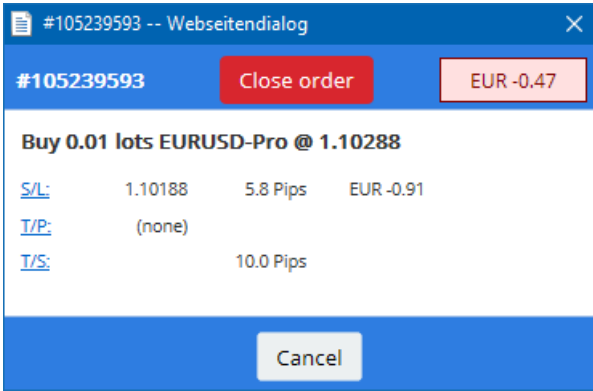 #105239593 -- Webseitendialog
#105239593 Close order EUR -0.47
Buy 0.01 lots EURUSD-Pro @ 1.10288
S/L: 1.10188 5.8 Pips EUR -0.91
T/P: (none)
T/S: 10.0 Pips
Cancel